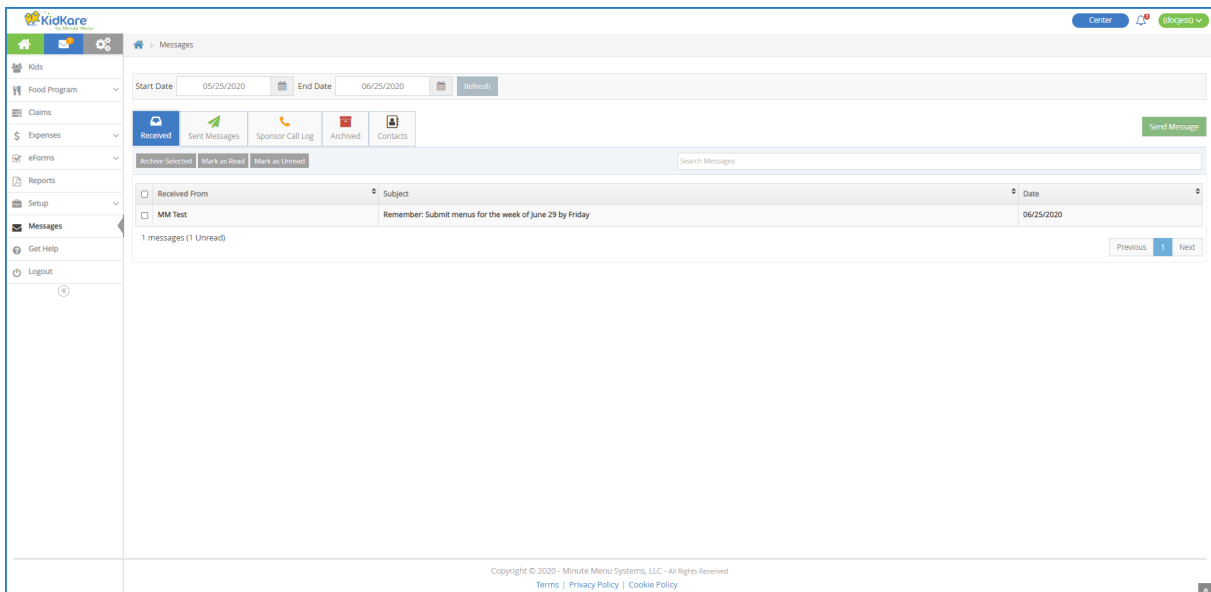 KidKare
by Minute Menu
Center
3
(docjess)
1
Messages
Kids
Food Program
Claims
Expenses
eForms
Reports
Setup
Messages
Get Help
Logout
Start Date 05/25/2020 End Date 06/25/2020 Refresh
Received Sent Messages Sponsor Call Log Archived Contacts
Send Message
Archive Selected Mark as Read Mark as Unread Search Messages
Received From Subject Date
MM Test Remember: Submit menus for the week of June 29 by Friday 06/25/2020
1 messages (1 Unread)
Previous 1 Next
Copyright © 2020 - Minute Menu Systems, LLC - All Rights Reserved
Terms | Privacy Policy | Cookie Policy